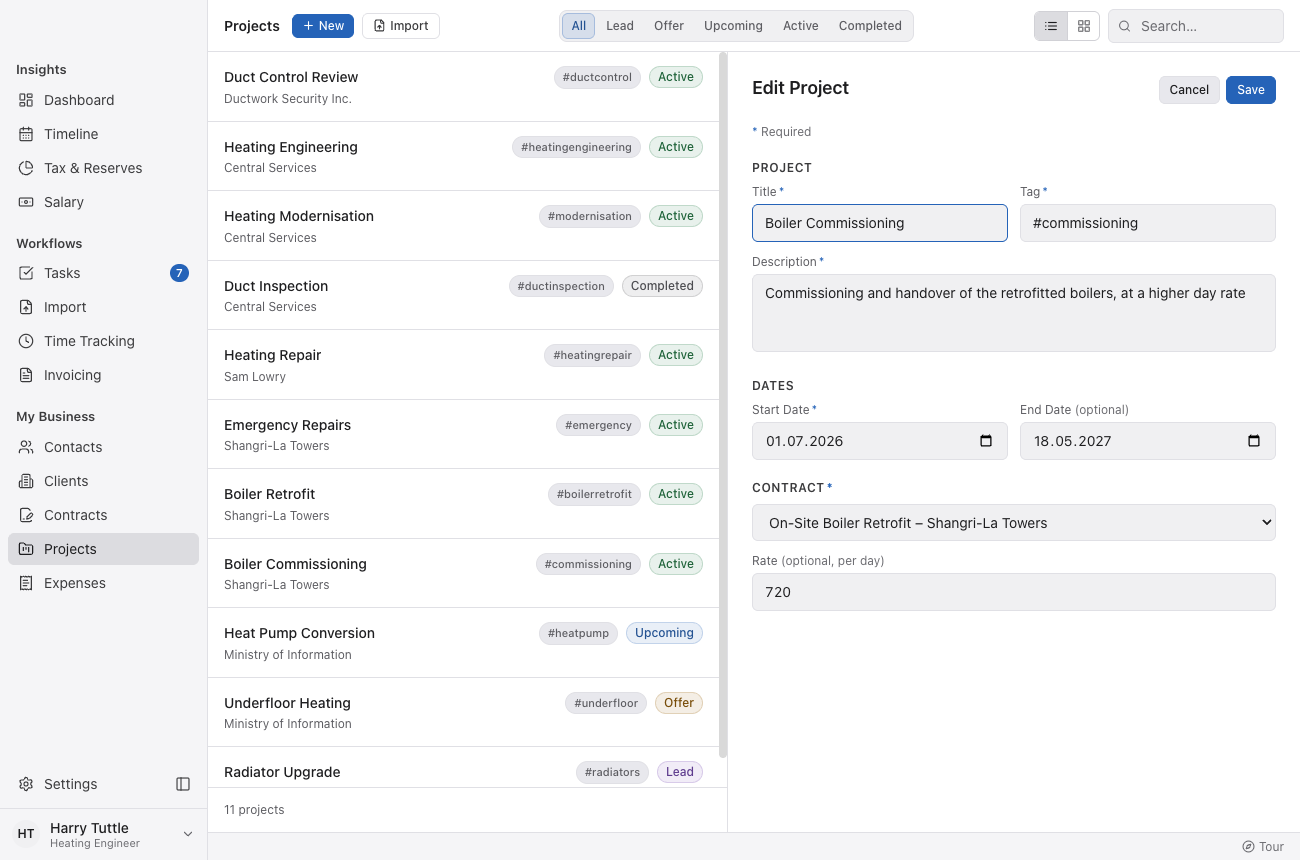 Insights
Dashboard
Timeline
Tax & Reserves
Salary
Workflows
Tasks 7
Import
Time Tracking
Invoicing
My Business
Contacts
Clients
Contracts
Projects
Expenses
Settings
HT Harry Tuttle
Heating Engineer
Projects + New Import All Lead Offer Upcoming Active Completed Search...
Duct Control Review #ductcontrol Active
Ductwork Security Inc.
Heating Engineering #heatingengineering Active
Central Services
Heating Modernisation #modernisation Active
Central Services
Duct Inspection #ductinspection Completed
Central Services
Heating Repair #heatingrepair Active
Sam Lowry
Emergency Repairs #emergency Active
Shangri-La Towers
Boiler Retrofit #boilerretrofit Active
Shangri-La Towers
Boiler Commissioning #commissioning Active
Shangri-La Towers
Heat Pump Conversion #heatpump Upcoming
Ministry of Information
Underfloor Heating #underfloor Offer
Ministry of Information
Radiator Upgrade #radiators Lead
11 projects
Edit Project Cancel Save
* Required
PROJECT
Title * Tag *
Boiler Commissioning #commissioning
Description *
Commissioning and handover of the retrofitted boilers, at a higher day rate
DATES
Start Date * End Date (optional)
01.07.2026 18.05.2027
CONTRACT *
On-Site Boiler Retrofit – Shangri-La Towers
Rate (optional, per day)
720
Tour